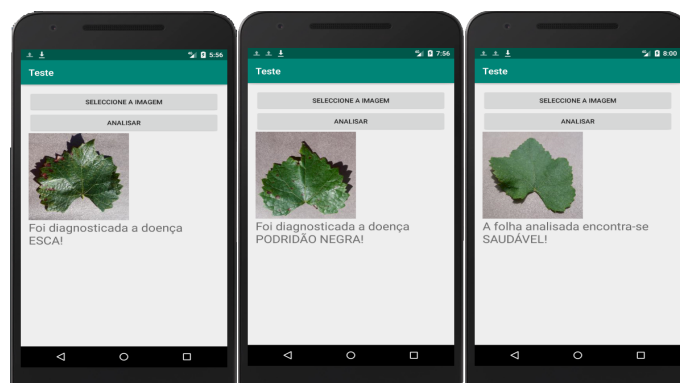 5:56
Teste
SELECCIONE A IMAGEM
ANALISAR
Foi diagnosticada a doença
ESCA!
7:56
Teste
SELECCIONE A IMAGEM
ANALISAR
Foi diagnosticada a doença
PODRIDÃO NEGRA!
8:00
Teste
SELECCIONE A IMAGEM
ANALISAR
A folha analisada encontra-se
SAUDÁVEL!